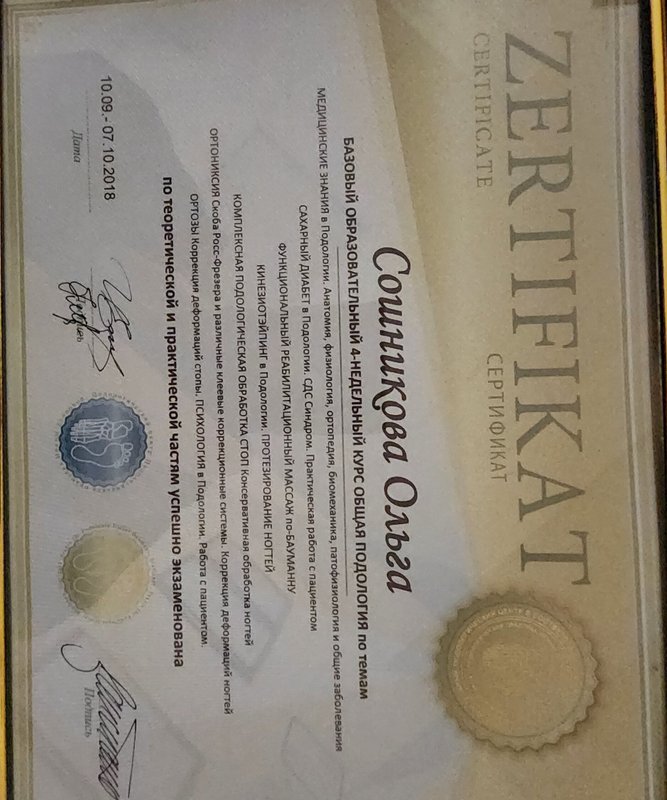 ZERTIFIKAT
CERTIFICATE
СЕРТИФИКАТ
Сошникова Ольга
БАЗОВЫЙ ОБРАЗОВАТЕЛЬНЫЙ 4-НЕДЕЛЬНЫЙ КУРС ОБЩАЯ ПОДОЛОГИЯ по темам
МЕДИЦИНСКИЕ ЗНАНИЯ в Подологии. Анатомия, физиология, ортопедия, биомеханика, патофизиология и общие заболевания
САХАРНЫЙ ДИАБЕТ в Подологии. СДС Синдром. Практическая работа с пациентом
ФУНКЦИОНАЛЬНЫЙ РЕАБИЛИТАЦИОННЫЙ МАССАЖ по-БАУМАННУ
КИНЕЗИОТЭЙПИНГ в Подологии. ПРОТЕЗИРОВАНИЕ НОГТЕЙ
КОМПЛЕКСНАЯ ПОДОЛОГИЧЕСКАЯ ОБРАБОТКА СТОП Консервативная обработка ногтей
ОРТОНИКСИЯ Скоба Росс-Фрезера и различные клеевые коррекционные системы. Коррекция деформаций ногтей
ОРТОЗЫ Коррекция деформаций стопы. ПСИХОЛОГИЯ в Подологии. Работа с пациентом.
по теоретической и практической частям успешно экзаменована
10.09.- 07.10.2018
Дата
Подпись